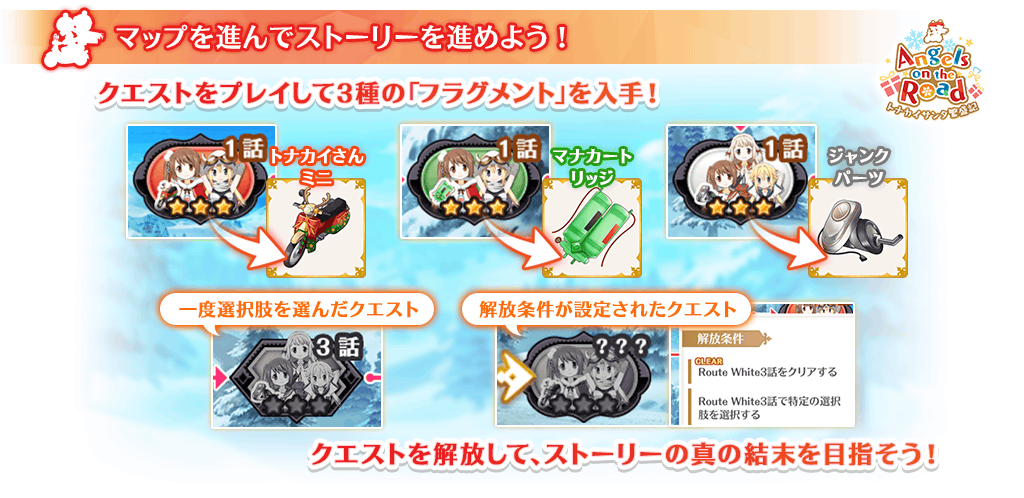 マップを進んでストーリーを進めよう！
Angels
on the
Road
トナカイサンタ繁盛記
クエストをプレイして3種の「フラグメント」を入手！
1話
トナカイさん
ミニ
1話
マナカート
リッジ
1話
ジャンク
パーツ
一度選択肢を選んだクエスト
3話
解放条件が設定されたクエスト
？？？
解放条件
CLEAR
Route White3話をクリアする
Route White3話で特定の選択
肢を選択する
クエストを解放して、ストーリーの真の結末を目指そう！